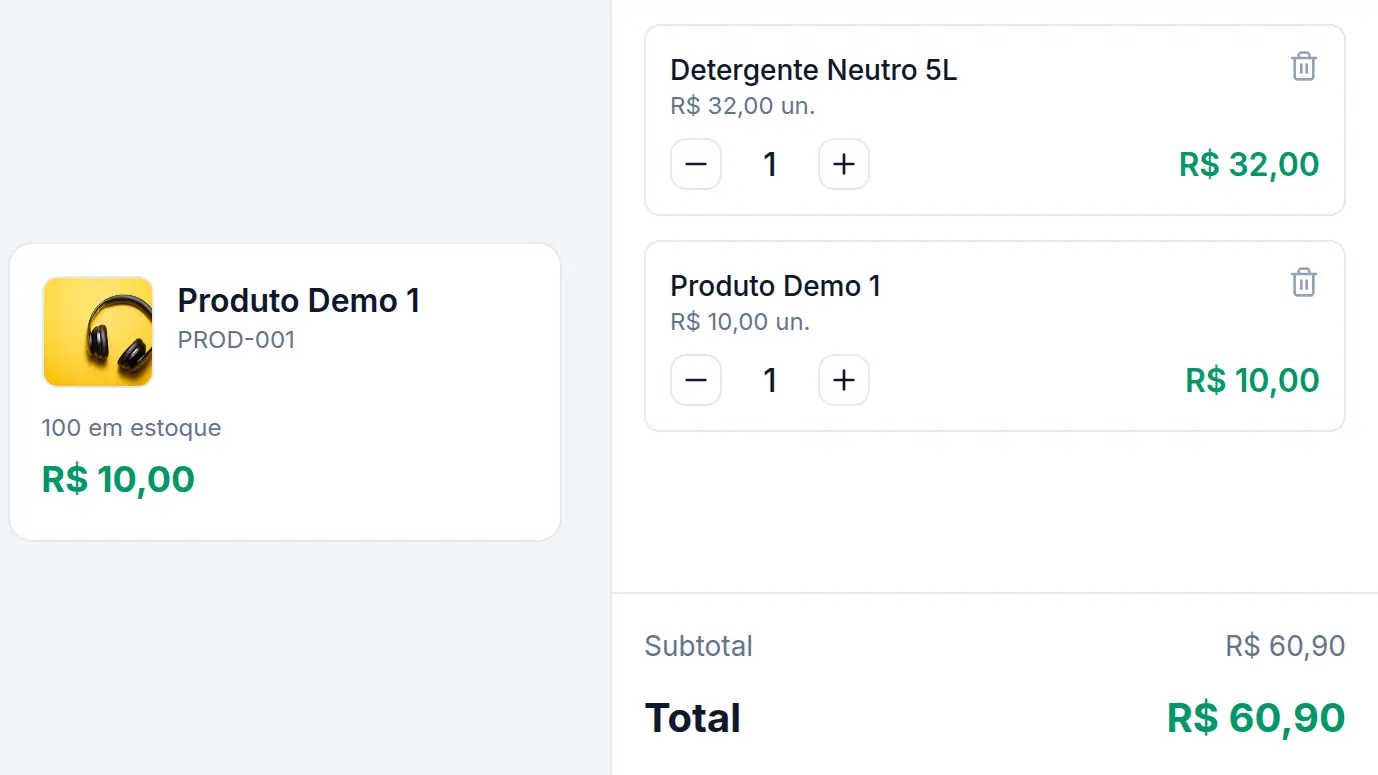 Produto Demo 1
PROD-001
100 em estoque
R$ 10,00
Detergente Neutro 5L
R$ 32,00 un.
1
R$ 32,00
Produto Demo 1
R$ 10,00 un.
1
R$ 10,00
Subtotal
R$ 60,90
Total
R$ 60,90